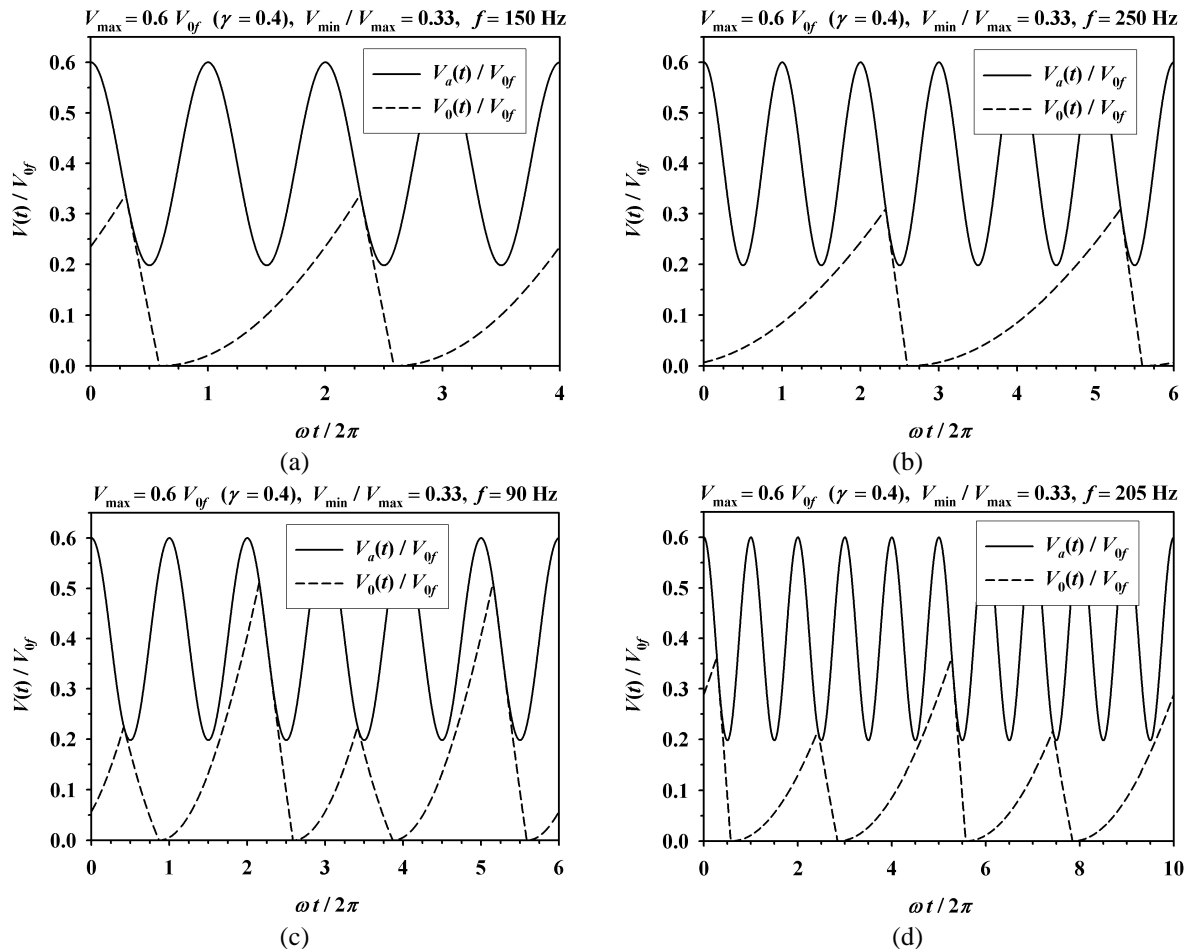 V_max = 0.6 V_0f (γ = 0.4), V_min / V_max = 0.33, f = 150 Hz
V_a(t) / V_0f
V_0(t) / V_0f
V(t) / V_0f
0.6
0.5
0.4
0.3
0.2
0.1
0.0
0 1 2 3 4
ω t / 2π
(a)
V_max = 0.6 V_0f (γ = 0.4), V_min / V_max = 0.33, f = 250 Hz
V_a(t) / V_0f
V_0(t) / V_0f
V(t) / V_0f
0.6
0.5
0.4
0.3
0.2
0.1
0.0
0 1 2 3 4 5 6
ω t / 2π
(b)
V_max = 0.6 V_0f (γ = 0.4), V_min / V_max = 0.33, f = 90 Hz
V_a(t) / V_0f
V_0(t) / V_0f
V(t) / V_0f
0.6
0.5
0.4
0.3
0.2
0.1
0.0
0 1 2 3 4 5 6
ω t / 2π
(c)
V_max = 0.6 V_0f (γ = 0.4), V_min / V_max = 0.33, f = 205 Hz
V_a(t) / V_0f
V_0(t) / V_0f
V(t) / V_0f
0.6
0.5
0.4
0.3
0.2
0.1
0.0
0 2 4 6 8 10
ω t / 2π
(d)